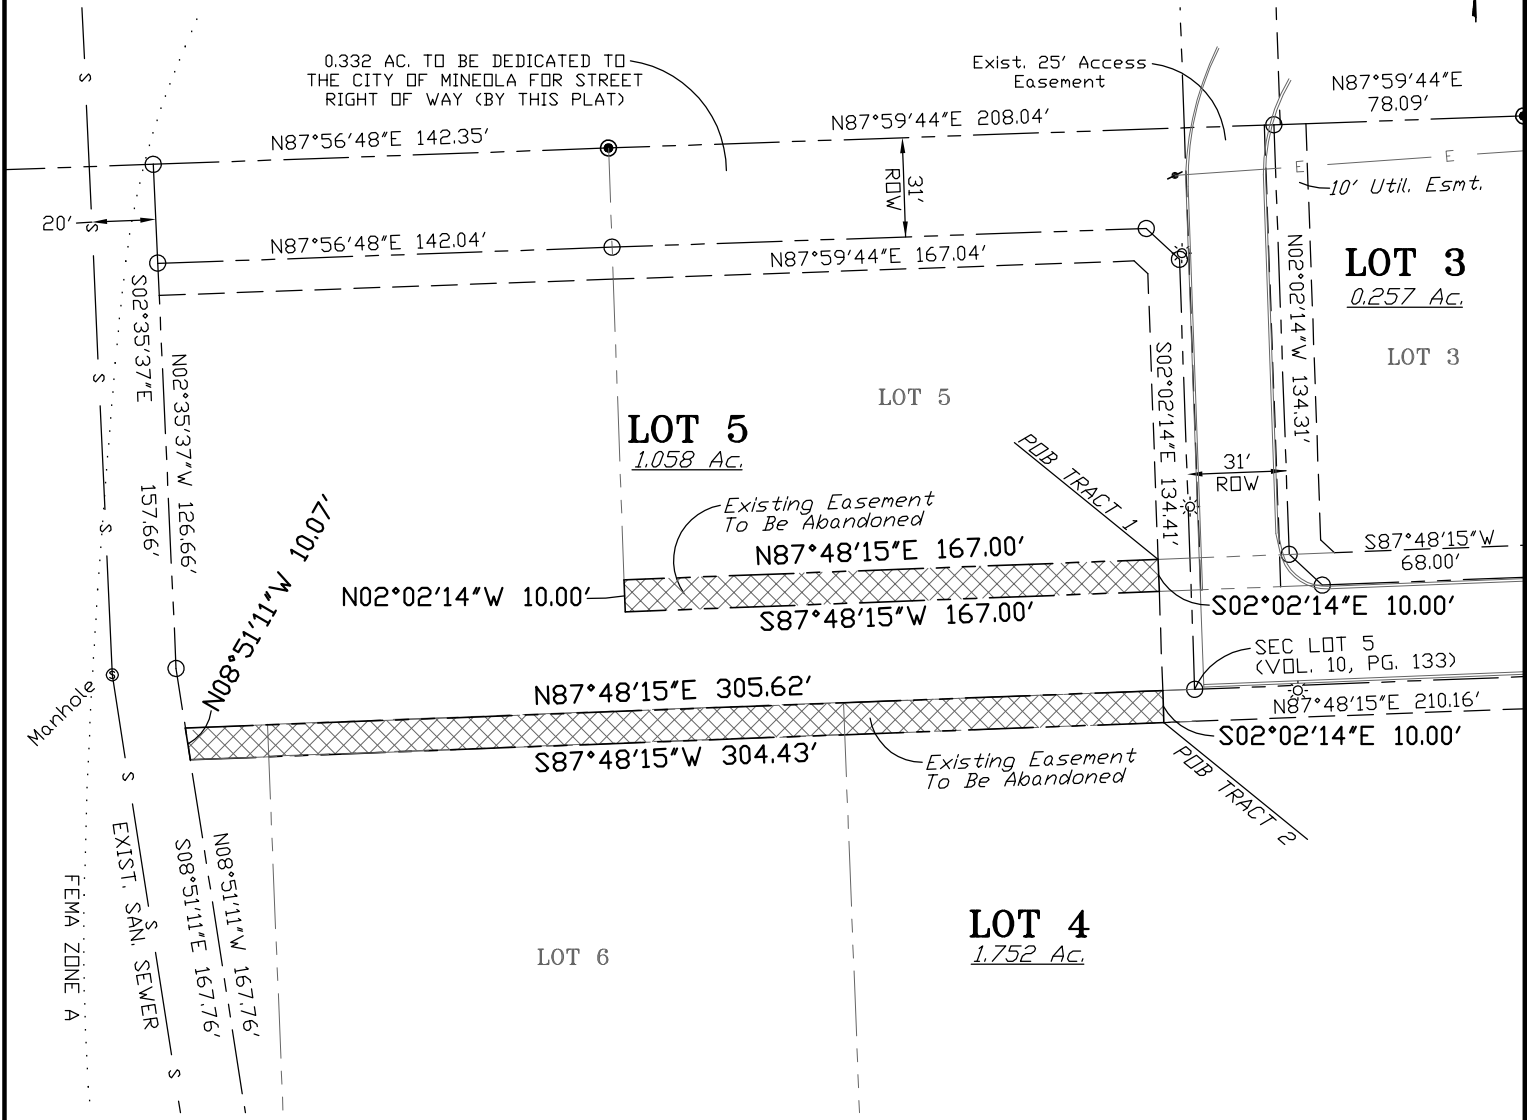 0.332 AC. TO BE DEDICATED TO
THE CITY OF MINEOLA FOR STREET
RIGHT OF WAY (BY THIS PLAT)
Exist. 25' Access
Easement
N87°59'44"E
78.09'
N87°56'48"E 142.35'
N87°59'44"E 208.04'
S
E
E
31'
ROW
10' Util. Esmt.
20'
S
N87°56'48"E 142.04'
N87°59'44"E 167.04'
LOT 3
0.257 Ac.
N02°02'14"W 134.31'
S02°35'37"E
157.66'
N02°35'37"W 126.66'
S
LOT 3
S02°02'14"E 134.41'
LOT 5
LOT 5
1.058 Ac.
POB TRACT 1
31'
ROW
Existing Easement
To Be Abandoned
S
N08°51'11"W 10.07'
N87°48'15"E 167.00'
S87°48'15"W
68.00'
N02°02'14"W 10.00'
S87°48'15"W 167.00'
S02°02'14"E 10.00'
SEC LOT 5
(VOL. 10, PG. 133)
S
Manhole
N87°48'15"E 305.62'
N87°48'15"E 210.16'
S02°02'14"E 10.00'
S87°48'15"W 304.43'
Existing Easement
To Be Abandoned
POB TRACT 2
S
EXIST. SAN. SEWER
S08°51'11"E 167.76'
N08°51'11"W 167.76'
FEMA ZONE A
S
LOT 4
1.752 Ac.
LOT 6
S